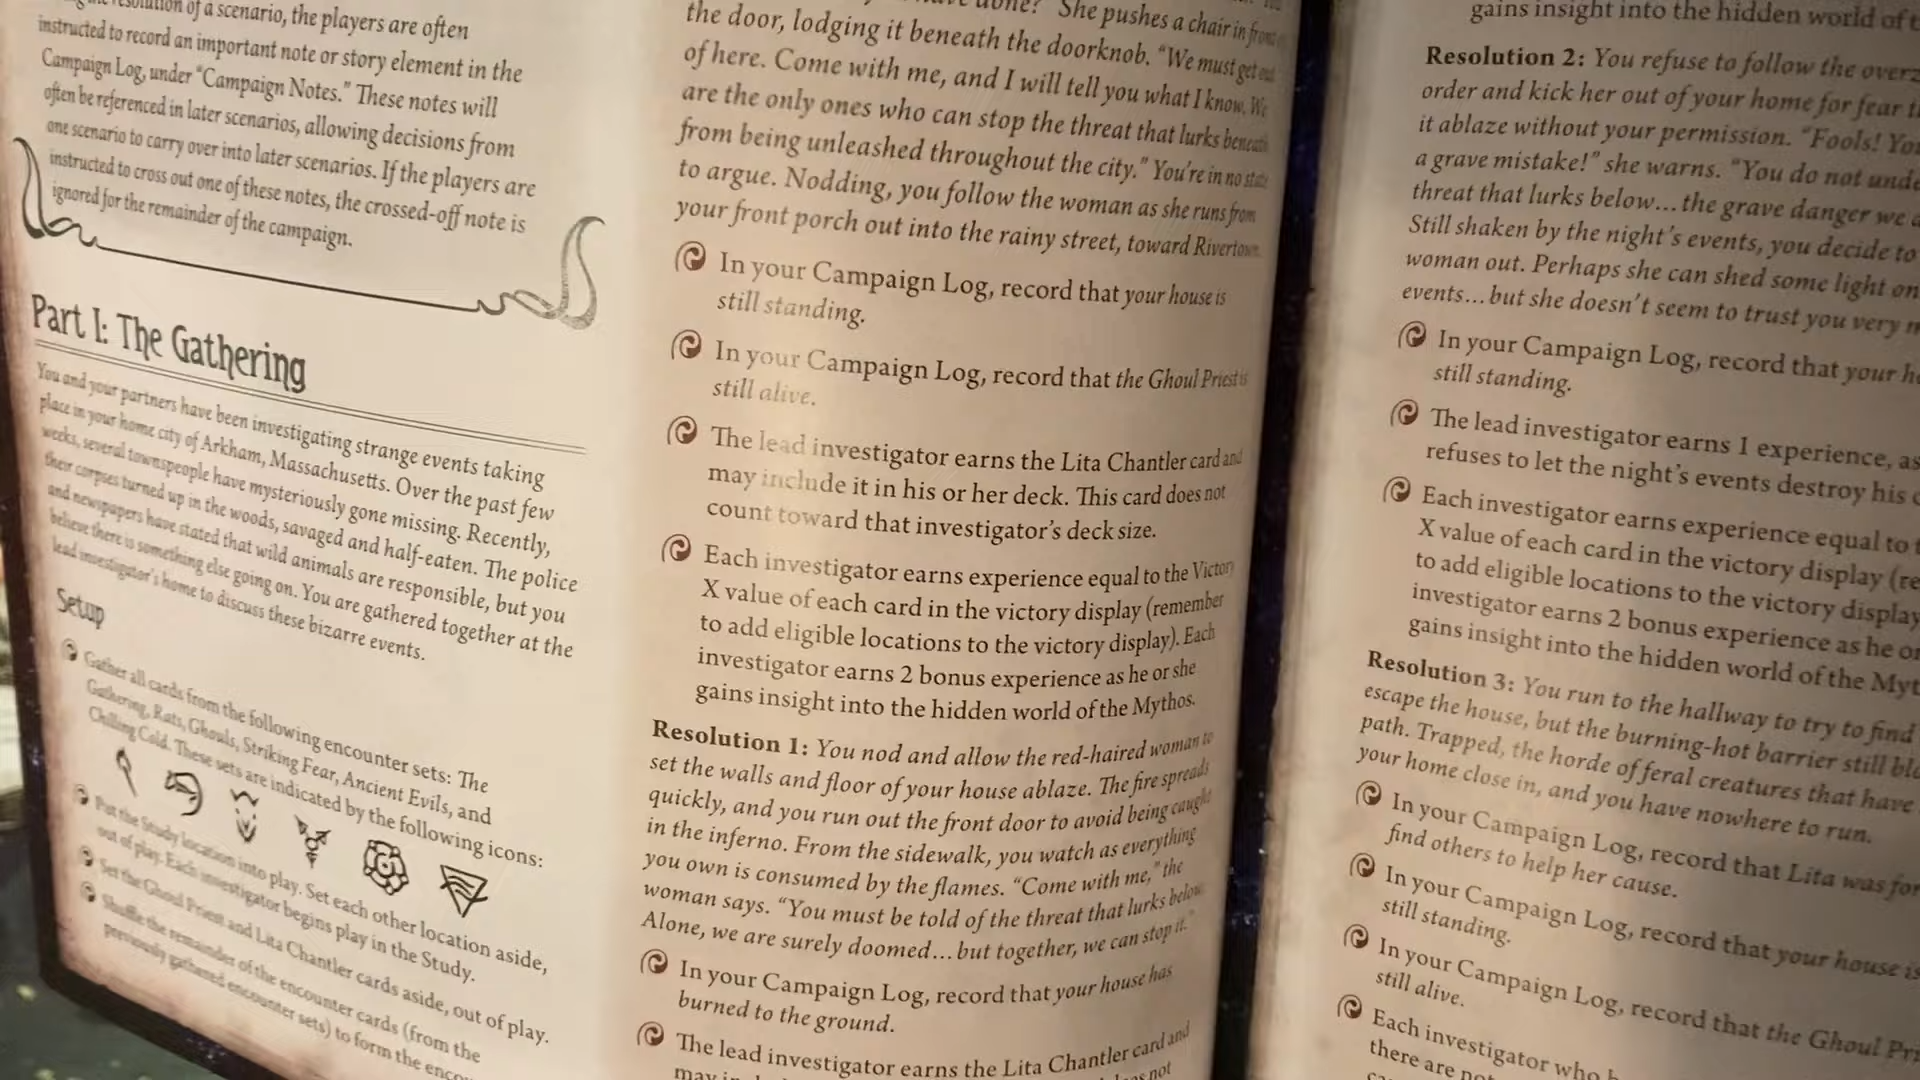 resolution of a scenario, the players are often
instructed to record an important note or story element in the
Campaign Log, under “Campaign Notes.” These notes will
often be referenced in later scenarios, allowing decisions from
one scenario to carry over into later scenarios. If the players are
instructed to cross out one of these notes, the crossed-off note is
ignored for the remainder of the campaign.
Part I: The Gathering
You and your partners have been investigating strange events taking
place in your home city of Arkham, Massachusetts. Over the past few
weeks, several townspeople have mysteriously gone missing. Recently,
their corpses turned up in the woods, savaged and half-eaten. The police
and newspapers have stated that wild animals are responsible, but you
believe there is something else going on. You are gathered together at the
lead investigator’s home to discuss these bizarre events.
Setup
Gather all cards from the following encounter sets: The
Gathering, Rats, Ghouls, Striking Fear, Ancient Evils, and
Chilling Cold. These sets are indicated by the following icons:
Put the Study location into play. Set each other location aside,
out of play. Each investigator begins play in the Study.
Set the Ghoul Priest and Lita Chantler cards aside, out of play.
Shuffle the remainder of the encounter cards (from the
previously gathered encounter sets) to form the
done?” She pushes a chair in front
the door, lodging it beneath the doorknob. “We must get out
of here. Come with me, and I will tell you what I know. We
are the only ones who can stop the threat that lurks beneath
from being unleashed throughout the city.” You’re in no state
to argue. Nodding, you follow the woman as she runs from
your front porch out into the rainy street, toward Rivertown.
In your Campaign Log, record that your house is
still standing.
In your Campaign Log, record that the Ghoul Priest is
still alive.
The lead investigator earns the Lita Chantler card and
may include it in his or her deck. This card does not
count toward that investigator’s deck size.
Each investigator earns experience equal to the Victory
X value of each card in the victory display (remember
to add eligible locations to the victory display). Each
investigator earns 2 bonus experience as he or she
gains insight into the hidden world of the Mythos.
Resolution 1: You nod and allow the red-haired woman to
set the walls and floor of your house ablaze. The fire spreads
quickly, and you run out the front door to avoid being caught
in the inferno. From the sidewalk, you watch as everything
you own is consumed by the flames. “Come with me,” the
woman says. “You must be told of the threat that lurks below.
Alone, we are surely doomed...but together, we can stop it.”
In your Campaign Log, record that your house has
burned to the ground.
The lead investigator earns the Lita Chantler card and
not
gains insight into the hidden world of
Resolution 2: You refuse to follow the
order and kick her out of your home for fear
it ablaze without your permission. “Fools!
a grave mistake!” she warns. “You do not
threat that lurks below...the grave danger we
Still shaken by the night’s events, you decide to
woman out. Perhaps she can shed some light on
events...but she doesn’t seem to trust you very
In your Campaign Log, record that your
still standing.
The lead investigator earns 1 experience, as
refuses to let the night’s events destroy his
Each investigator earns experience equal to
X value of each card in the victory display
to add eligible locations to the victory display
investigator earns 2 bonus experience as he or
gains insight into the hidden world of the
Resolution 3: You run to the hallway to try to find
escape the house, but the burning-hot barrier still
path. Trapped, the horde of feral creatures that have
your home close in, and you have nowhere to run.
In your Campaign Log, record that Lita was
find others to help her cause.
In your Campaign Log, record that your house is
still standing.
In your Campaign Log, record that the Ghoul
still alive.
Each investigator who
there are